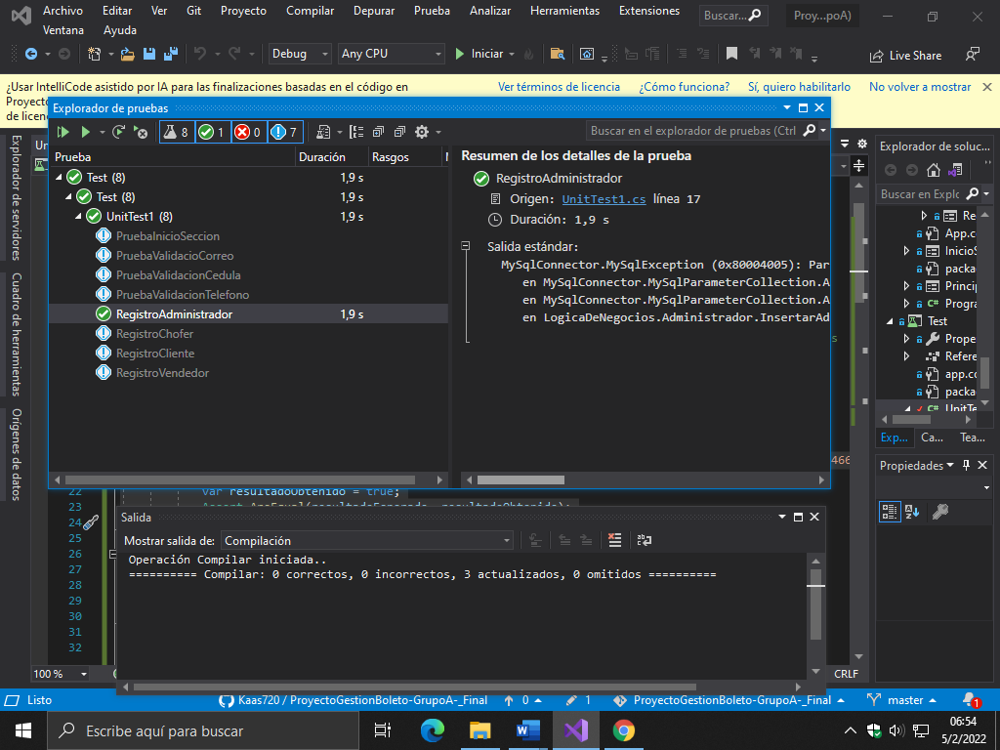 Archivo Editar Ver Git Proyecto Compilar Depurar Prueba Analizar Herramientas Extensiones
Ventana Ayuda
Buscar...
Proy...poA)
Debug Any CPU Iniciar Live Share
¿Usar IntelliCode asistido por IA para las finalizaciones basadas en el código en
Proyecto
de licen
Ver términos de licencia ¿Cómo funciona? Sí, quiero habilitarlo No volver a mostrar
Explorador de servidores
Cuadro de herramientas
Orígenes de datos
Un
Explorador de pruebas
8 1 0 7
Buscar en el explorador de pruebas (Ctrl
Prueba Duración Rasgos
Test (8) 1,9 s
Test (8) 1,9 s
UnitTest1 (8) 1,9 s
PruebaInicioSeccion
PruebaValidacioCorreo
PruebaValidacionCedula
PruebaValidacionTelefono
RegistroAdministrador 1,9 s
RegistroChofer
RegistroCliente
RegistroVendedor
Resumen de los detalles de la prueba
RegistroAdministrador
Origen: UnitTest1.cs línea 17
Duración: 1,9 s
Salida estándar:
MySqlConnector.MySqlException (0x80004005): Par
en MySqlConnector.MySqlParameterCollection.A
en MySqlConnector.MySqlParameterCollection.A
en LogicaDeNegocios.Administrador.InsertarAd
s
466
22 var resultadoObtenido = true;
23 Assert.AreEqual(resultadoEsperado, resultadoObtenido);
24
25
26
27
28
29
30
31
32
100 %
CRLF
Salida
Mostrar salida de: Compilación
Operación Compilar iniciada..
========== Compilar: 0 correctos, 0 incorrectos, 3 actualizados, 0 omitidos ==========
Explorador de soluc...
Buscar en Explo
Re
App.c
InicioS
packa
Princip
Progra
Test
Prope
Refere
app.co
packa
UnitT
Exp... Ca... Tea...
Propiedades
Listo
Kaas720 / ProyectoGestionBoleto-GrupoA-_Final 0 1 ProyectoGestionBoleto-GrupoA-_Final master 1
Escribe aquí para buscar
06:54
5/2/2022